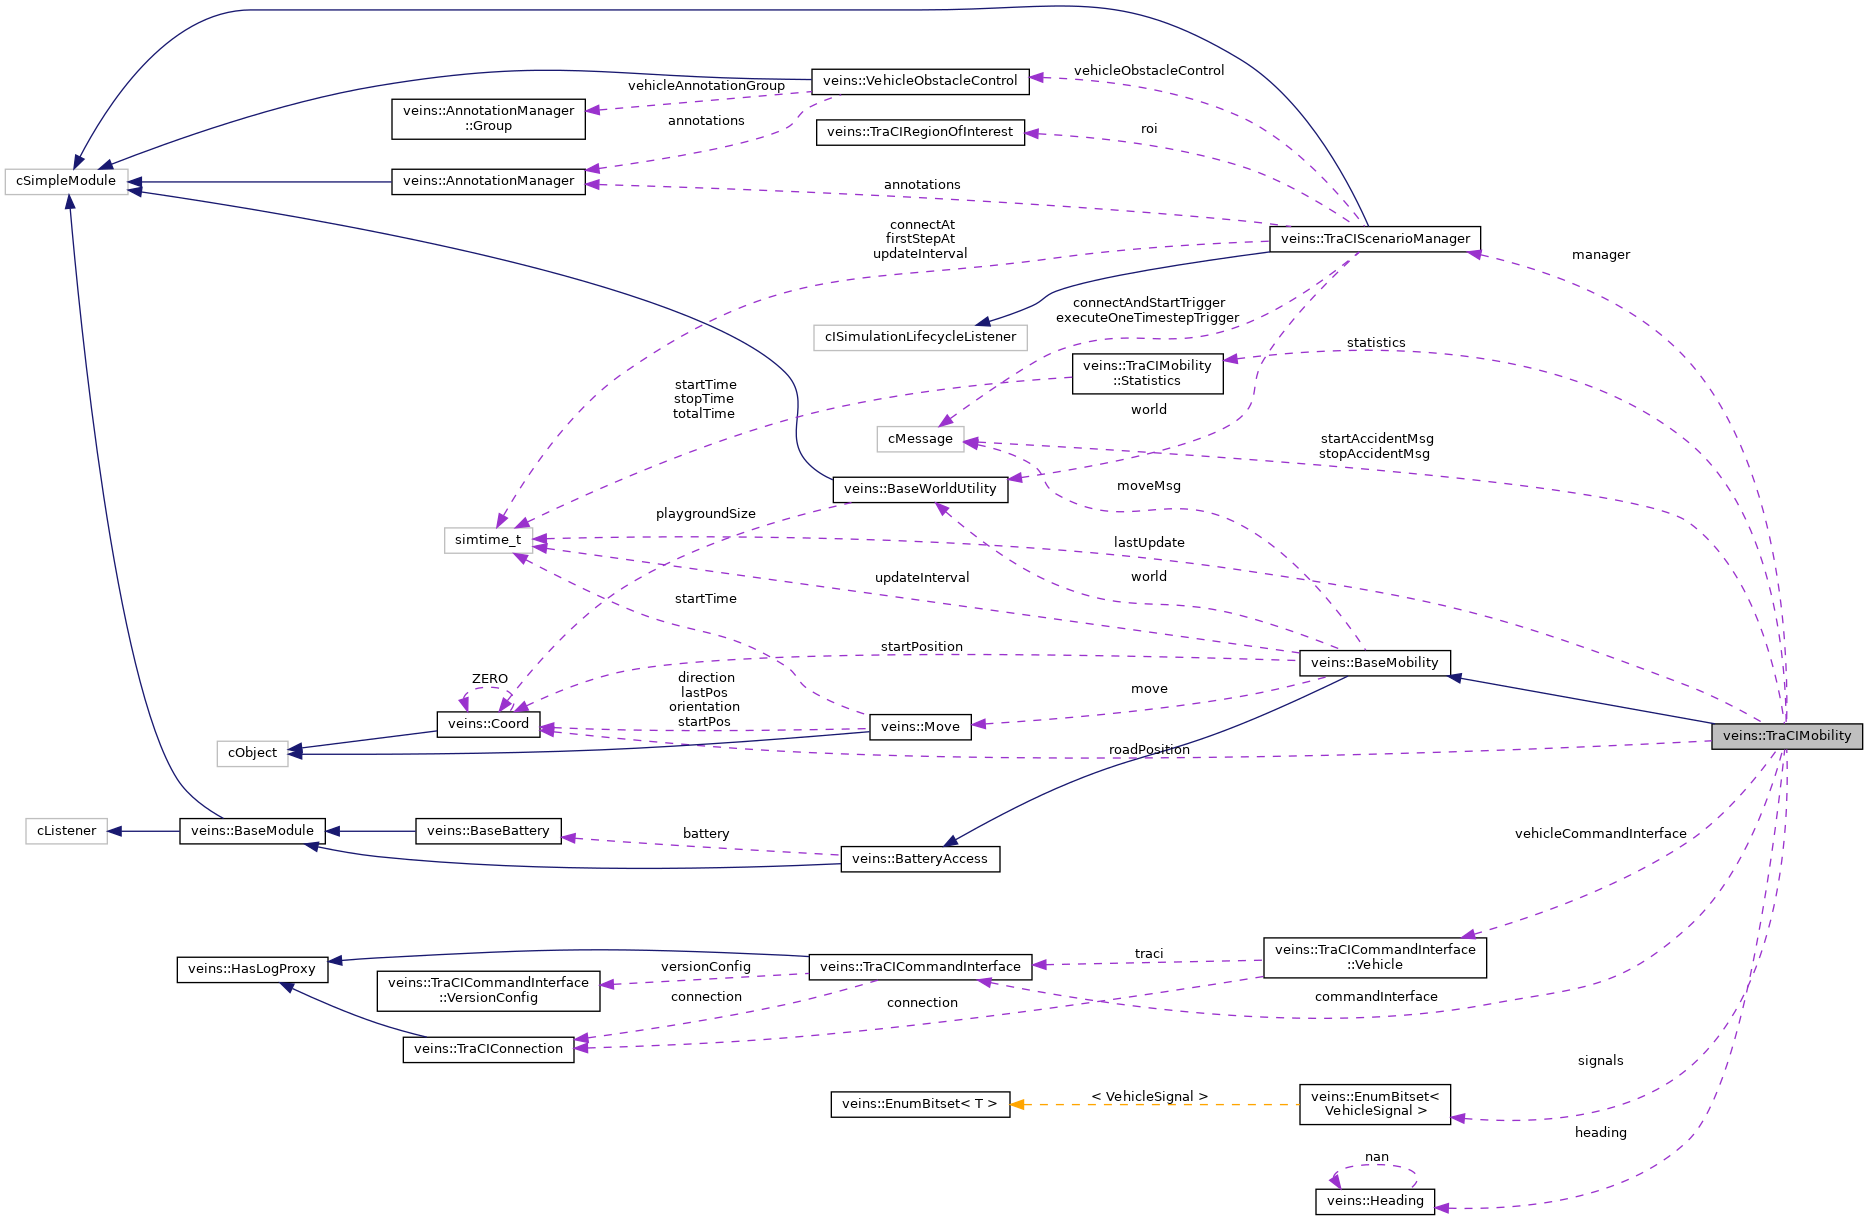 vehicleObstacleControl
veins::VehicleObstacleControl
vehicleAnnotationGroup
veins::AnnotationManager
::Group
annotations
roi
veins::TraCIRegionOfInterest
cSimpleModule
veins::AnnotationManager
annotations
connectAt
firstStepAt
updateInterval
veins::TraCIScenarioManager
manager
connectAndStartTrigger
executeOneTimestepTrigger
cISimulationLifecycleListener
statistics
veins::TraCIMobility
::Statistics
startTime
stopTime
totalTime
world
cMessage
startAccidentMsg
stopAccidentMsg
moveMsg
veins::BaseWorldUtility
playgroundSize
simtime_t
lastUpdate
updateInterval
world
startTime
startPosition
veins::BaseMobility
ZERO
direction
lastPos
orientation
startPos
move
veins::Coord
veins::Move
veins::TraCIMobility
cObject
roadPosition
cListener
veins::BaseModule
veins::BaseBattery
battery
vehicleCommandInterface
veins::BatteryAccess
veins::TraCICommandInterface
::Vehicle
traci
veins::HasLogProxy
versionConfig
veins::TraCICommandInterface
veins::TraCICommandInterface
::VersionConfig
connection
connection
commandInterface
veins::TraCIConnection
signals
veins::EnumBitset< T >
< VehicleSignal >
veins::EnumBitset<
VehicleSignal >
heading
nan
veins::Heading